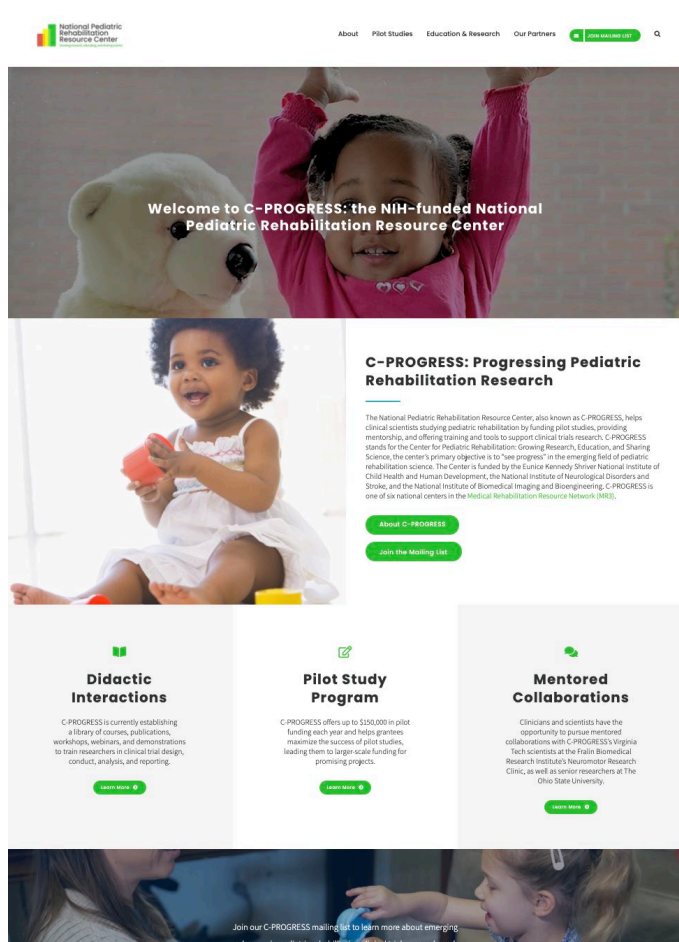 National Pediatric
Rehabilitation
Resource Center
About Pilot Studies Education & Research Our Partners JOIN MAILING LIST
Welcome to C-PROGRESS: the NIH-funded National
Pediatric Rehabilitation Resource Center
C-PROGRESS: Progressing Pediatric
Rehabilitation Research
The National Pediatric Rehabilitation Resource Center, also known as C-PROGRESS, helps
clinical scientists studying pediatric rehabilitation by funding pilot studies, providing
mentorship, and offering training and tools to support clinical trials research. C-PROGRESS
stands for the Center for Pediatric Rehabilitation: Growing Research, Education, and Sharing
Science, the center's primary objective is to "see progress" in the emerging field of pediatric
rehabilitation science. The Center is funded by the Eunice Kennedy Shriver National Institute of
Child Health and Human Development, the National Institute of Neurological Disorders and
Stroke, and the National Institute of Biomedical Imaging and Bioengineering. C-PROGRESS is
one of six national centers in the Medical Rehabilitation Resource Network (MR3).
About C-PROGRESS
Join the Mailing List
Didactic
Interactions
C-PROGRESS is currently establishing
a library of courses, publications,
workshops, webinars, and demonstrations
to train researchers in clinical trial design,
conduct, analysis, and reporting.
Learn More
Pilot Study
Program
C-PROGRESS offers up to $150,000 in pilot
funding each year and helps grantees
maximize the success of pilot studies,
leading them to larger-scale funding for
promising projects.
Learn More
Mentored
Collaborations
Clinicians and scientists have the
opportunity to pursue mentored
collaborations with C-PROGRESS's Virginia
Tech scientists at the Fralin Biomedical
Research Institute's Neuromotor Research
Clinic, as well as senior researchers at The
Ohio State University.
Learn More
Join our C-PROGRESS mailing list to learn more about emerging